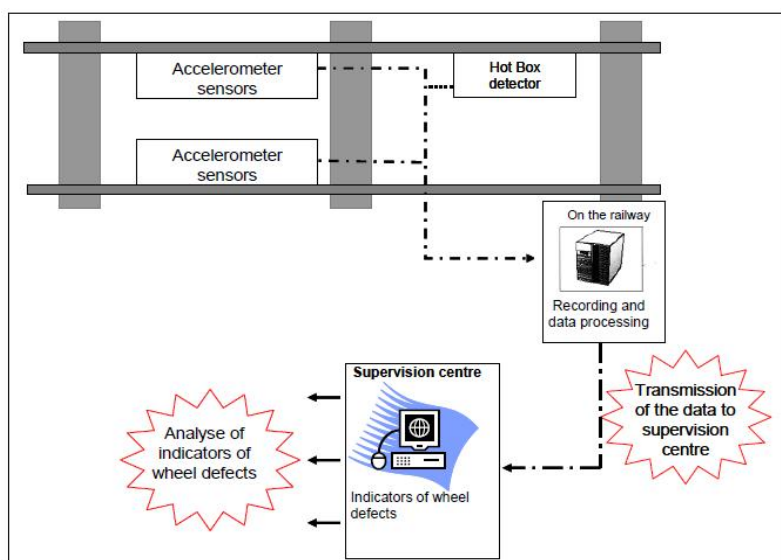 Accelerometer
sensors
Hot Box
detector
Accelerometer
sensors
On the railway
Recording and
data processing
Transmission
of the data to
supervision
centre
Supervision centre
Indicators of wheel
defects
Analyse of
indicators of
wheel defects